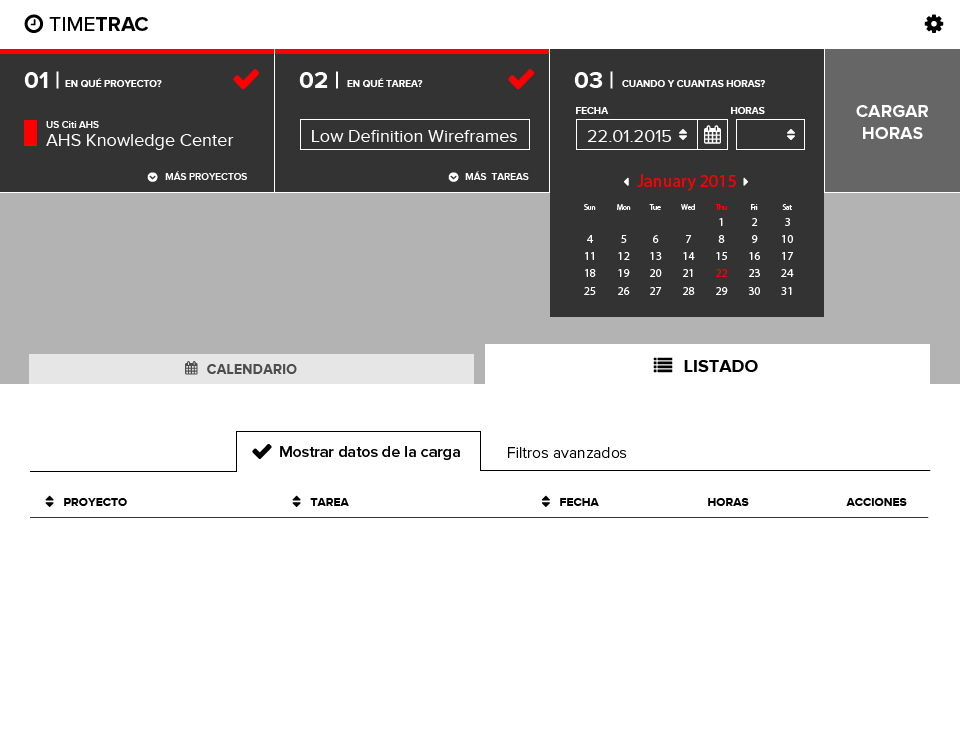 TIMETRAC
01 | EN QUÉ PROYECTO?
US Citi AHS
AHS Knowledge Center
MÁS PROYECTOS
02 | EN QUÉ TAREA?
Low Definition Wireframes
MÁS TAREAS
03 | CUANDO Y CUANTAS HORAS?
FECHA HORAS
22.01.2015
January 2015
Sun Mon Tue Wed Thu Fri Sat
1 2 3
4 5 6 7 8 9 10
11 12 13 14 15 16 17
18 19 20 21 22 23 24
25 26 27 28 29 30 31
CARGAR
HORAS
CALENDARIO
LISTADO
Mostrar datos de la carga
Filtros avanzados
PROYECTO TAREA FECHA HORAS ACCIONES